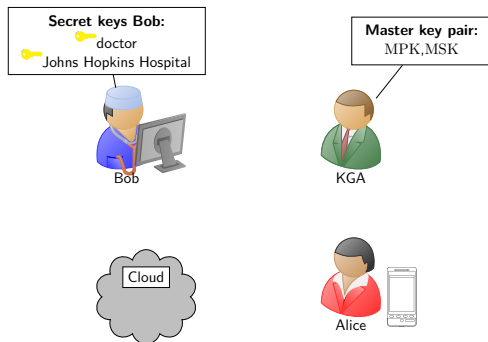 Secret keys Bob:
doctor
Johns Hopkins Hospital
Master key pair:
MPK,MSK
Bob
KGA
Cloud
Alice